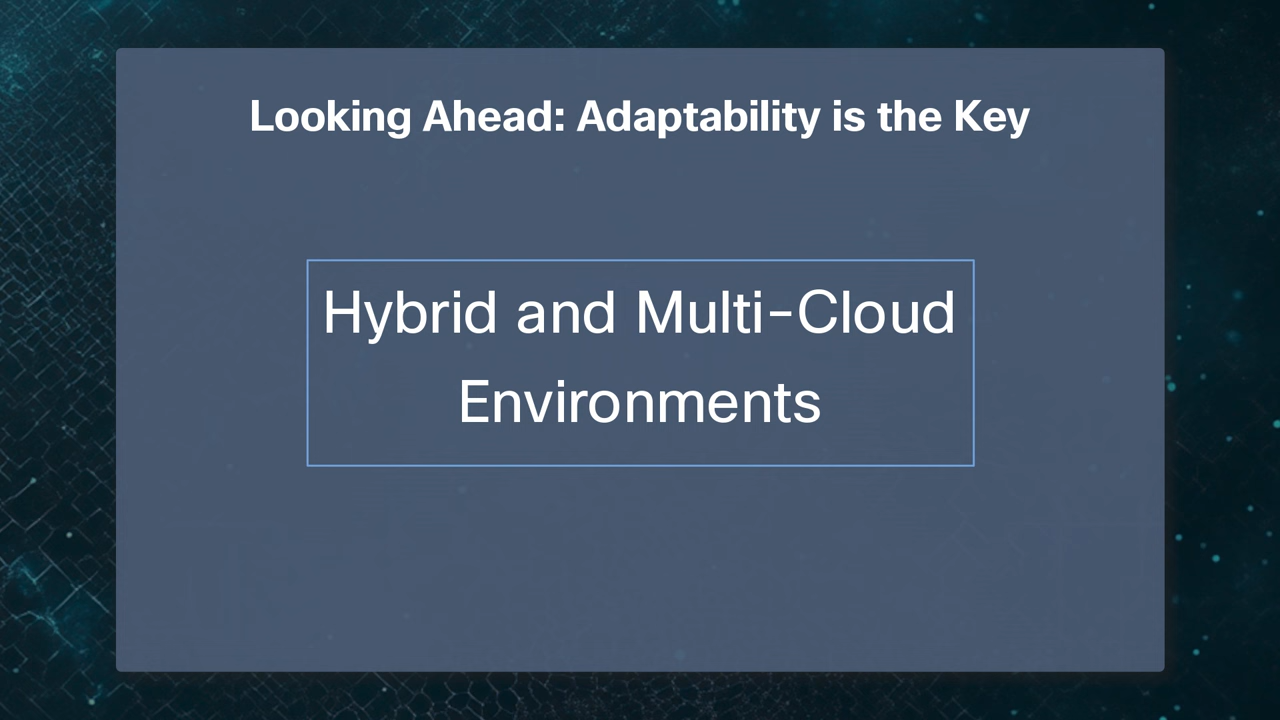 Looking Ahead: Adaptability is the Key
Hybrid and Multi-Cloud
Environments